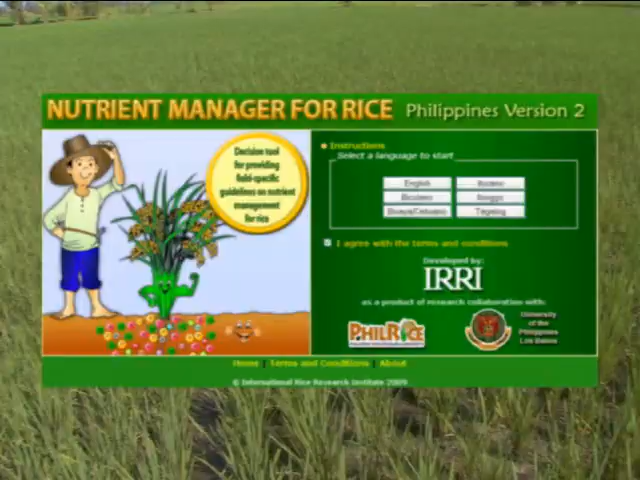 NUTRIENT MANAGER FOR RICE Philippines Version 2
Decision tool
for providing
field-specific
guidelines on nutrient
management
for rice
Instructions
Select a language to start
English Ilocano
Bicolano Ilonggo
Bisaya/Cebuano Tagalog
I agree with the terms and conditions
Developed by:
IRRI
as a product of research collaboration with:
PHILRICE
University
of the
Philippines
Los Baños
Home | Terms and Conditions | About
© International Rice Research Institute 2009